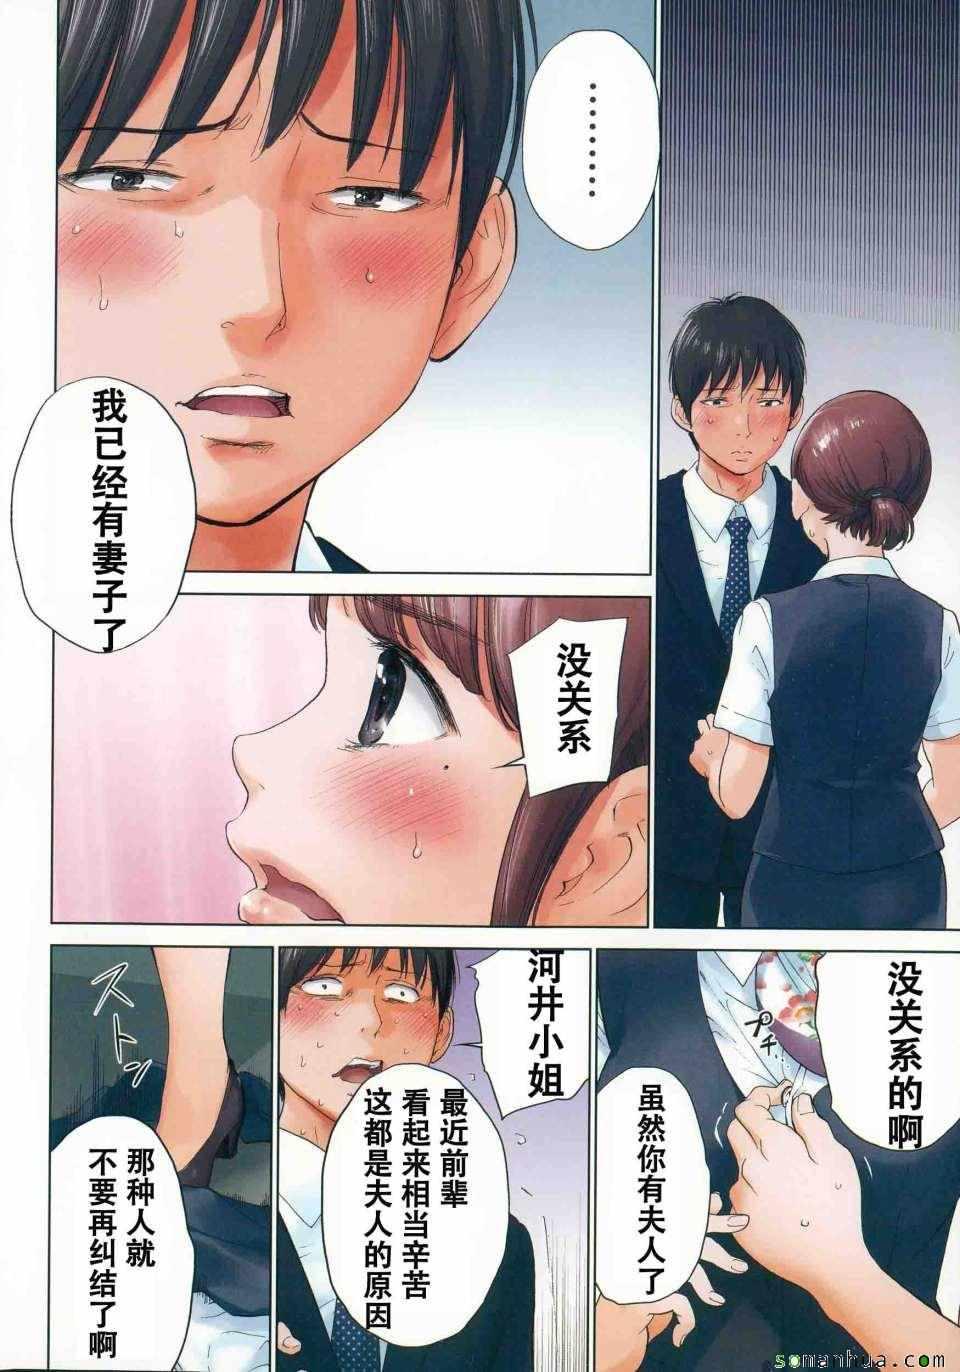 ………
我已经有妻子了
没关系
没关系的啊
プチ…
虽然你有夫人了
河井小姐
最近前辈
看起来相当辛苦
这都是夫人的原因
ストン
那种人就
不要再纠结了啊
somanhua.com